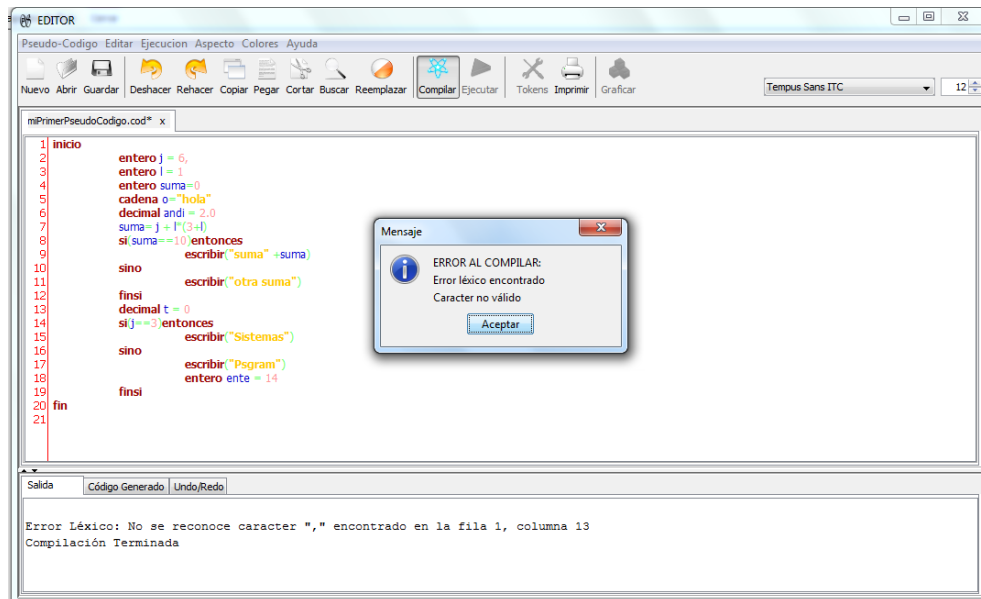 EDITOR
Pseudo-Codigo Editar Ejecucion Aspecto Colores Ayuda
Nuevo Abrir Guardar Deshacer Rehacer Copiar Pegar Cortar Buscar Reemplazar Compilar Ejecutar Tokens Imprimir Graficar Tempus Sans ITC 12
miPrimerPseudoCodigo.cod* x
1 inicio
2 entero j = 6,
3 entero l = 1
4 entero suma=0
5 cadena o="hola"
6 decimal andi = 2.0
7 suma= j + l*(3+l)
8 si(suma==10)entonces
9 escribir("suma" +suma)
10 sino
11 escribir("otra suma")
12 finsi
13 decimal t = 0
14 si(j==3)entonces
15 escribir("Sistemas")
16 sino
17 escribir("Psgram")
18 entero ente = 14
19 finsi
20 fin
21
Mensaje
ERROR AL COMPILAR:
Error léxico encontrado
Caracter no válido
Aceptar
Salida Código Generado Undo/Redo
Error Léxico: No se reconoce caracter "," encontrado en la fila 1, columna 13
Compilación Terminada